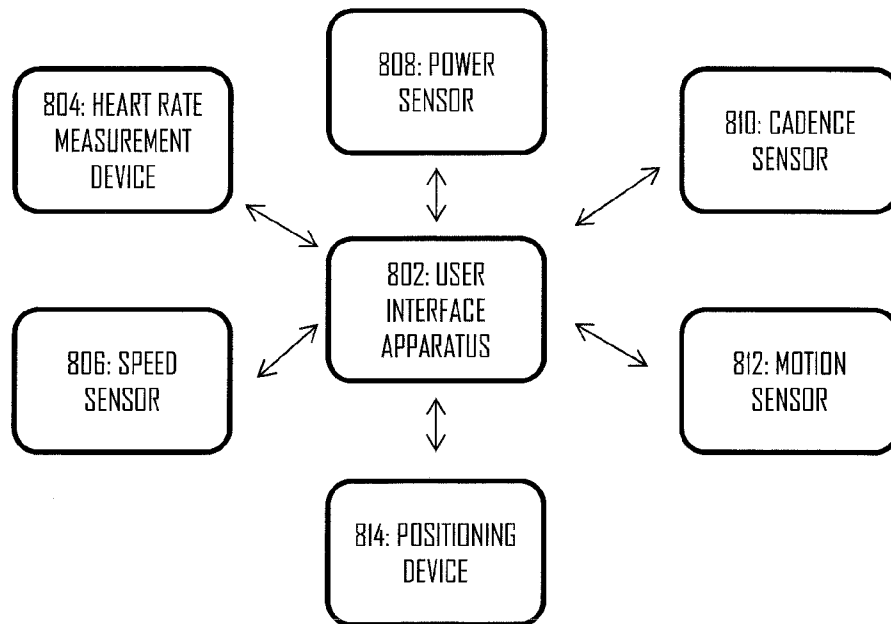 808: POWER
SENSOR
804: HEART RATE
MEASUREMENT
DEVICE
810: CADENCE
SENSOR
802: USER
INTERFACE
APPARATUS
806: SPEED
SENSOR
812: MOTION
SENSOR
814: POSITIONING
DEVICE